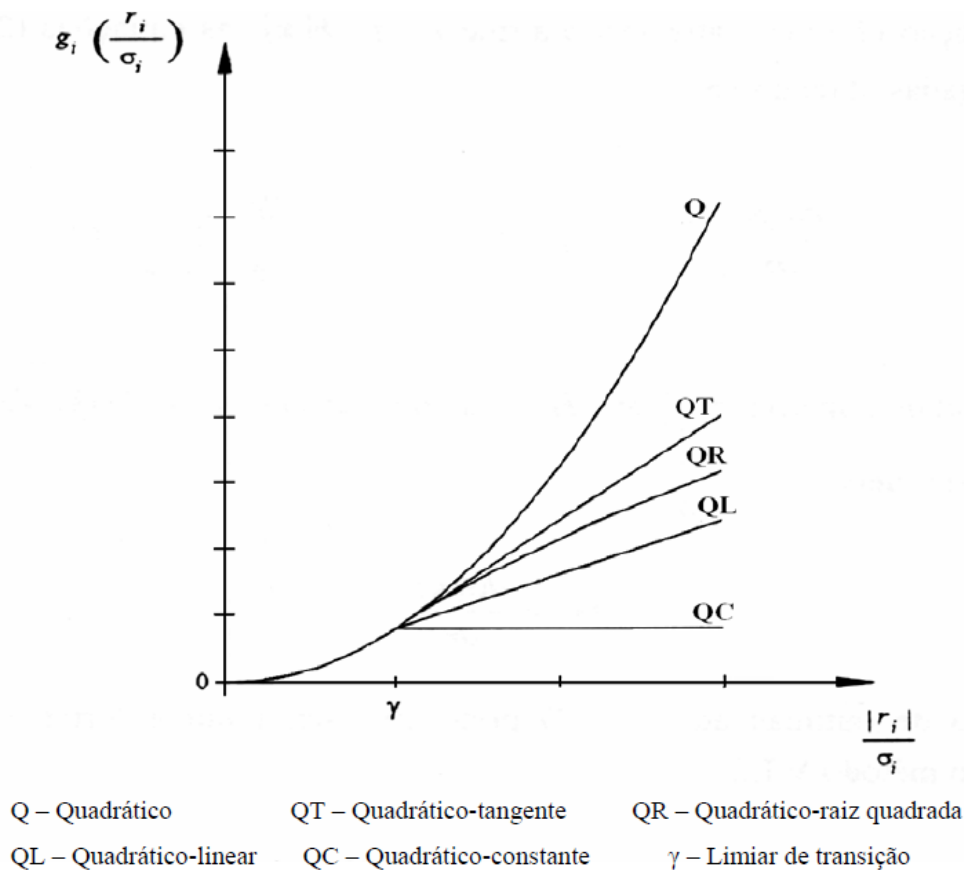 g_i (r_i/σ_i)
Q
QT
QR
QL
QC
0
γ
|r_i|/σ_i
Q – Quadrático QT – Quadrático-tangente QR – Quadrático-raiz quadrada
QL – Quadrático-linear QC – Quadrático-constante γ – Limiar de transição